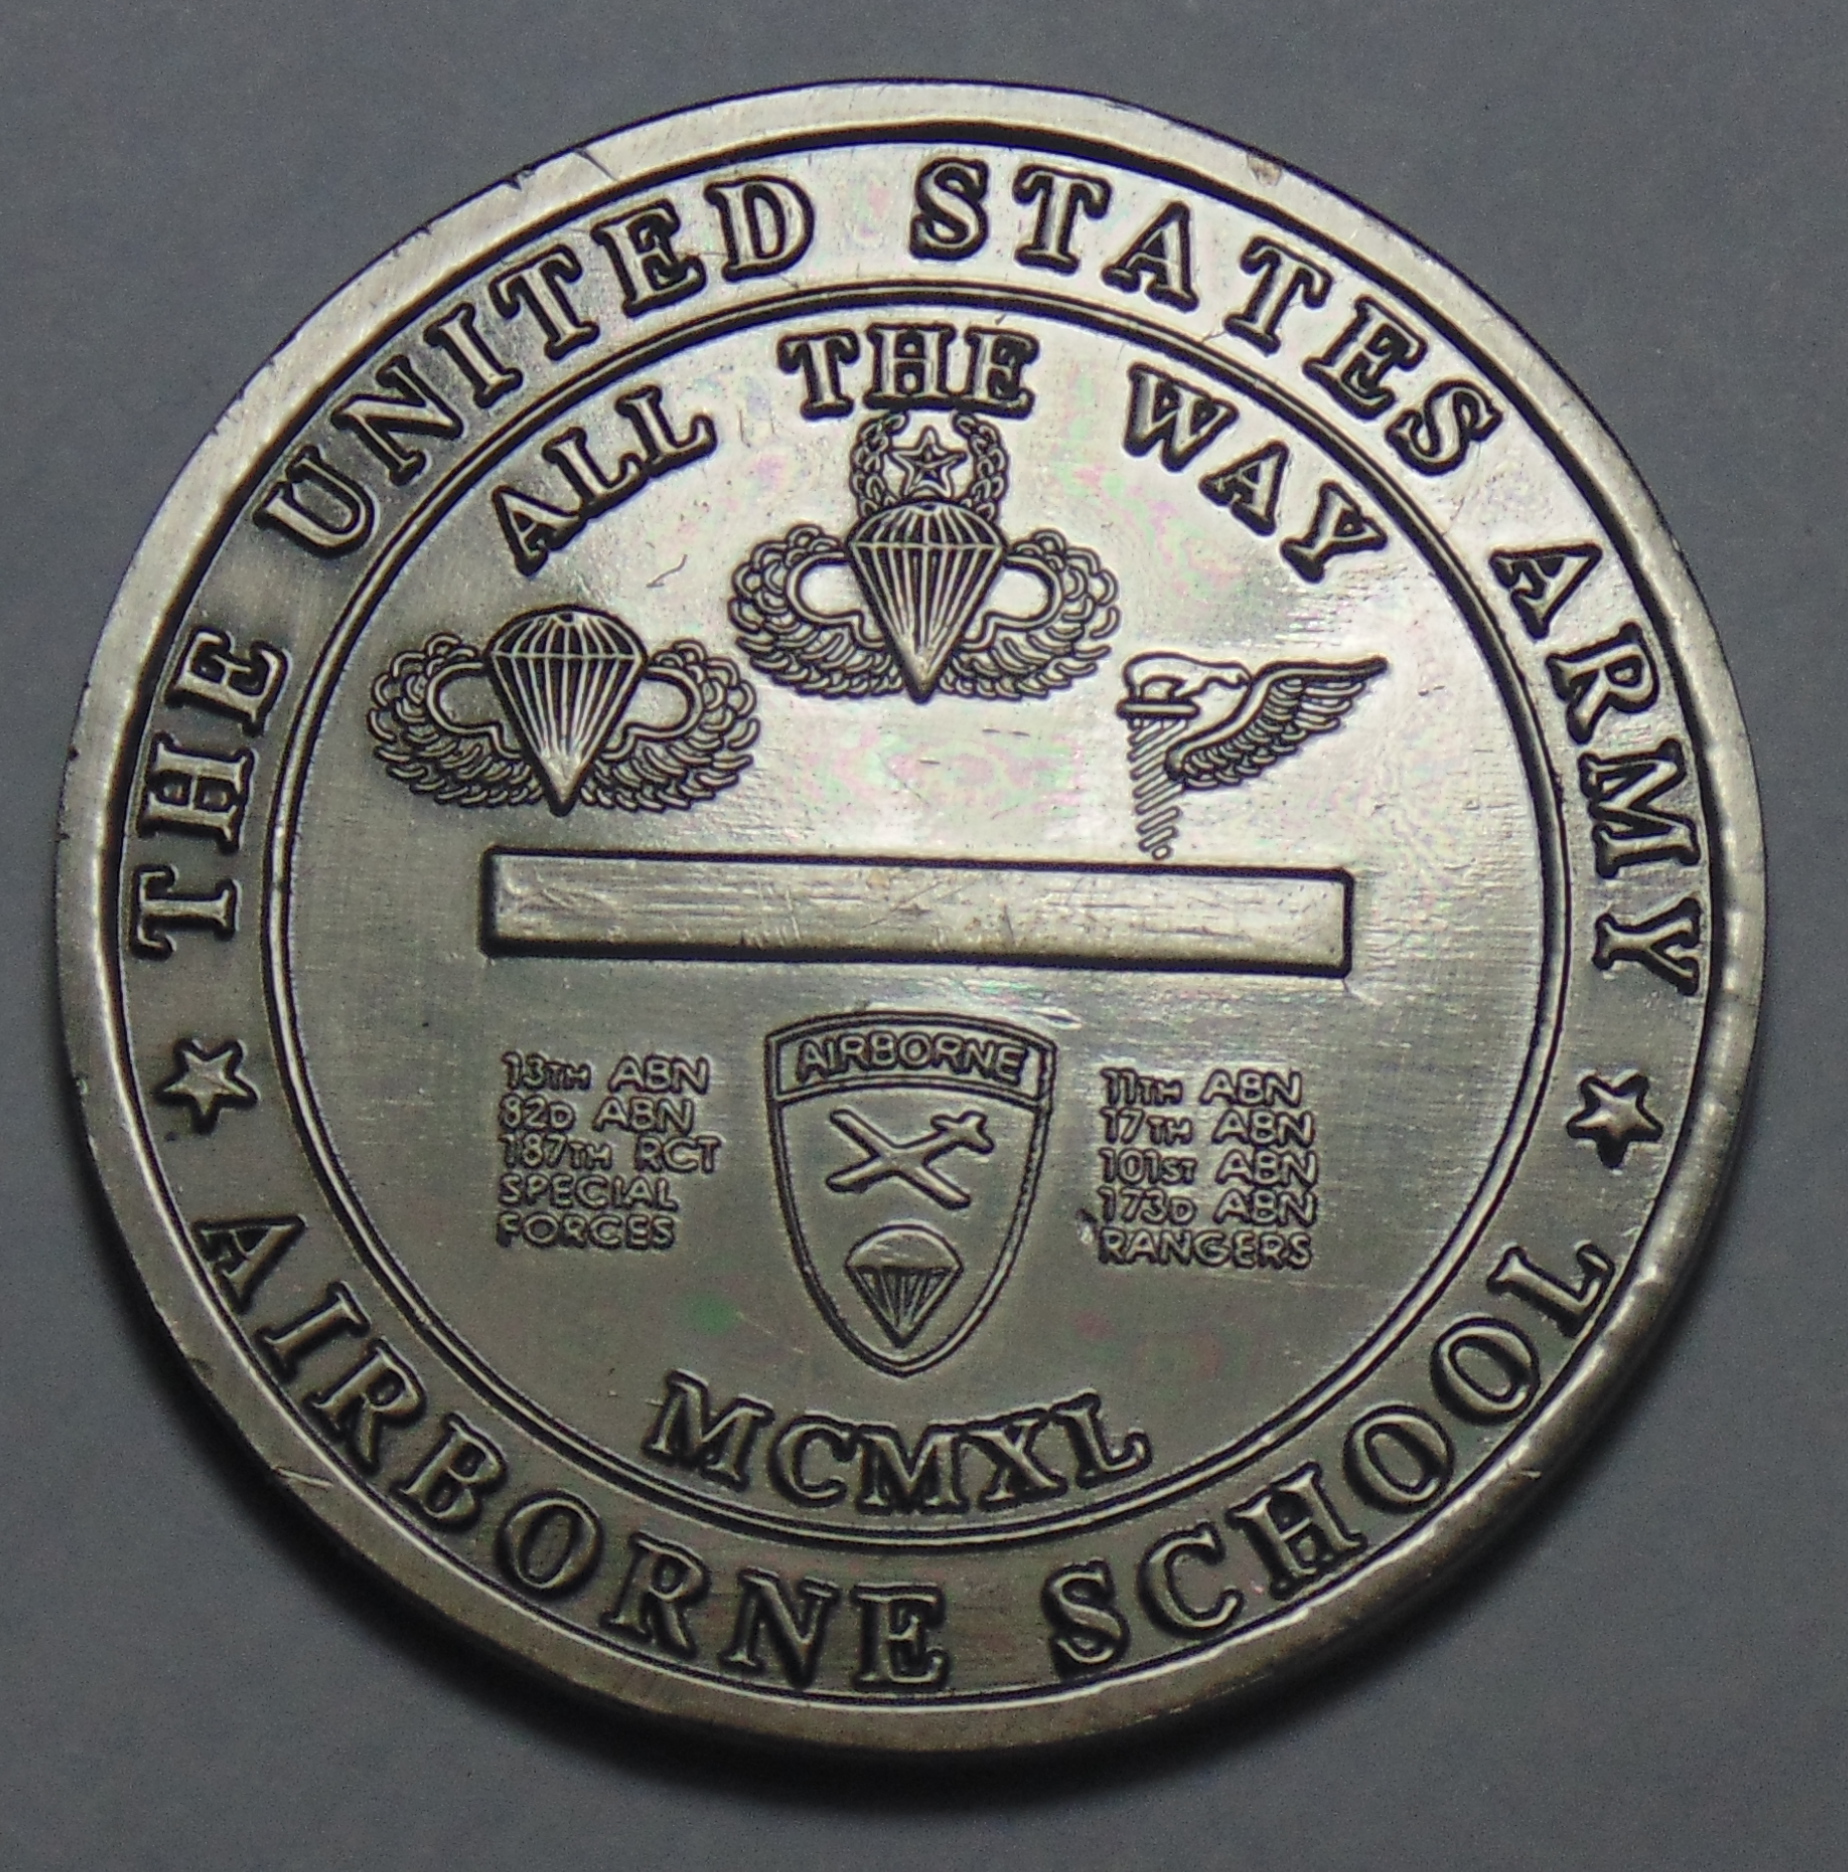 THE UNITED STATES ARMY
ALL THE WAY
13TH ABN
82D ABN
187TH RCT
SPECIAL
FORCES
AIRBORNE
11TH ABN
17TH ABN
101ST ABN
173D ABN
RANGERS
MCMXL
AIRBORNE SCHOOL